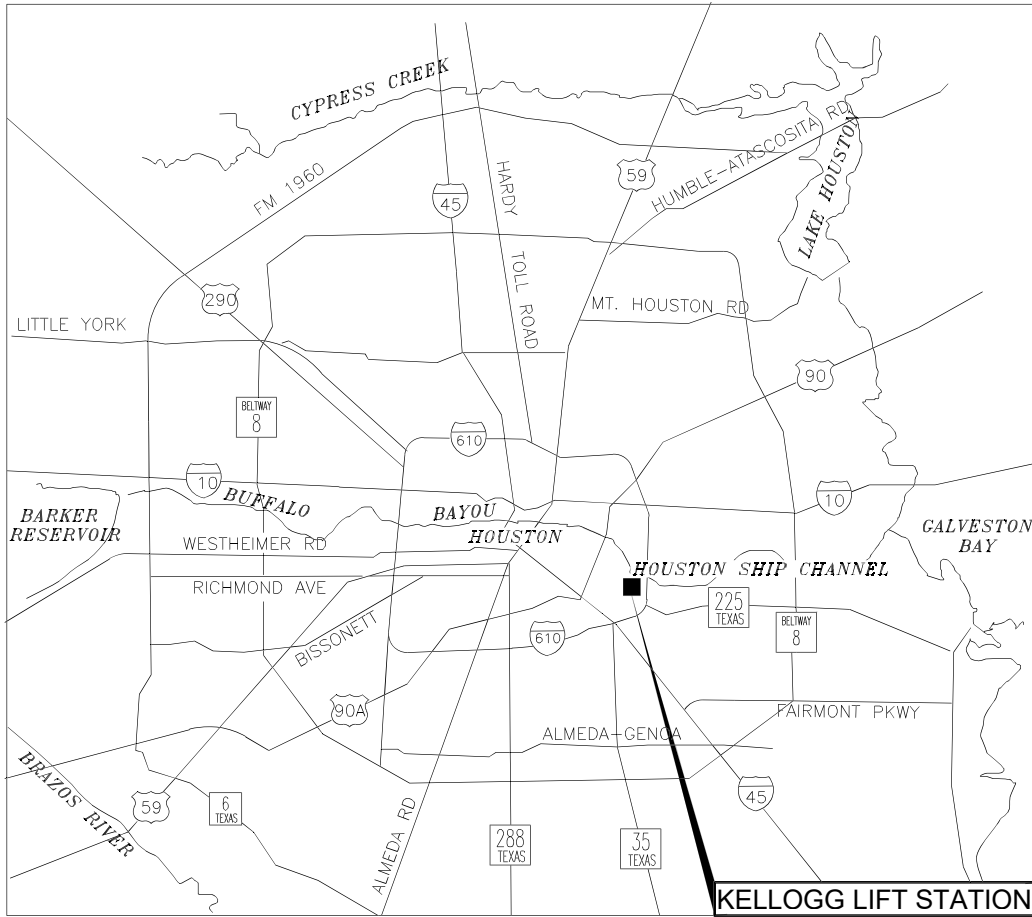 CYPRESS CREEK
FM 1960
45
HARDY
TOLL ROAD
59
HUMBLE-ATASCOSITA RD
LAKE HOUSTON
290
LITTLE YORK
MT. HOUSTON RD
90
BELTWAY
8
610
10
BUFFALO
BAYOU
10
BARKER
RESERVOIR
HOUSTON
GALVESTON
BAY
WESTHEIMER RD
RICHMOND AVE
HOUSTON SHIP CHANNEL
225
TEXAS
BELTWAY
8
BISSONETT
610
90A
FAIRMONT PKWY
ALMEDA-GENOA
BRAZOS RIVER
59
6
TEXAS
ALMEDA RD
288
TEXAS
35
TEXAS
45
KELLOGG LIFT STATION